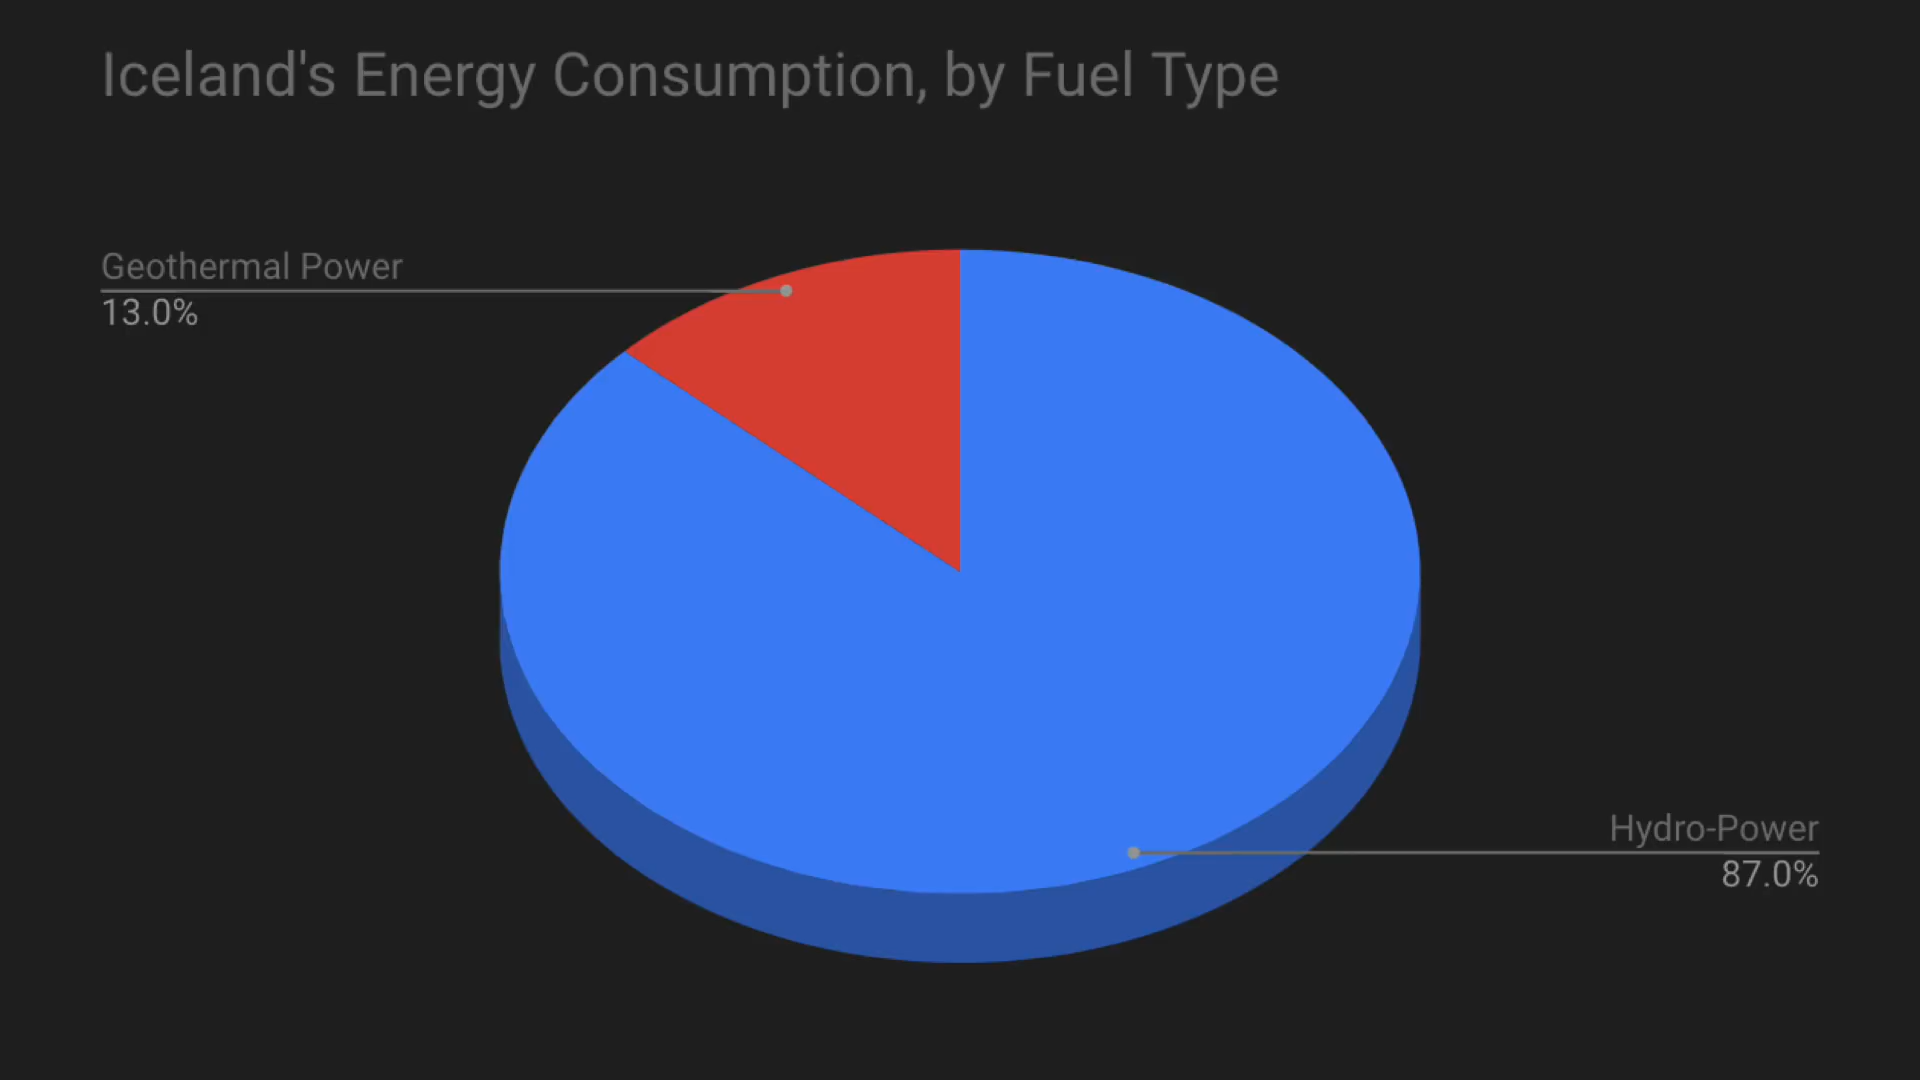 Iceland's Energy Consumption, by Fuel Type
Geothermal Power
13.0%
Hydro-Power
87.0%